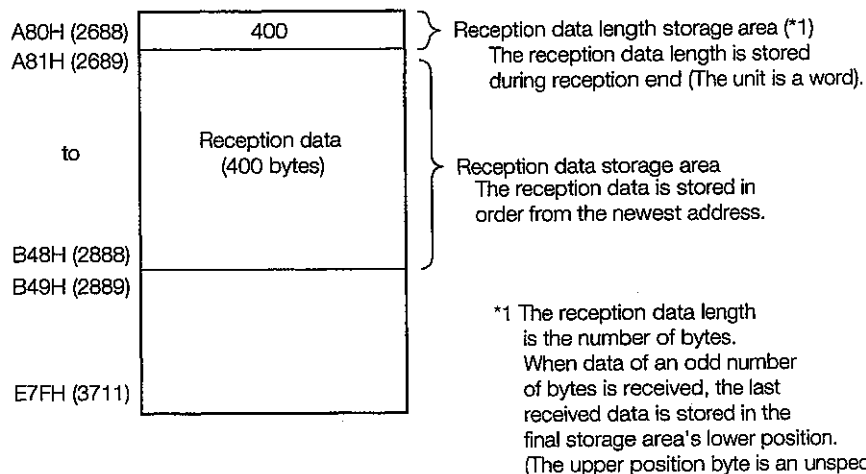 A80H (2688)
400
Reception data length storage area (*1)
The reception data length is stored
during reception end (The unit is a word).
A81H (2689)
to
Reception data
(400 bytes)
Reception data storage area
The reception data is stored in
order from the newest address.
B48H (2888)
B49H (2889)
E7FH (3711)
*1 The reception data length
is the number of bytes.
When data of an odd number
of bytes is received, the last
received data is stored in the
final storage area's lower position.
(The upper position byte is an